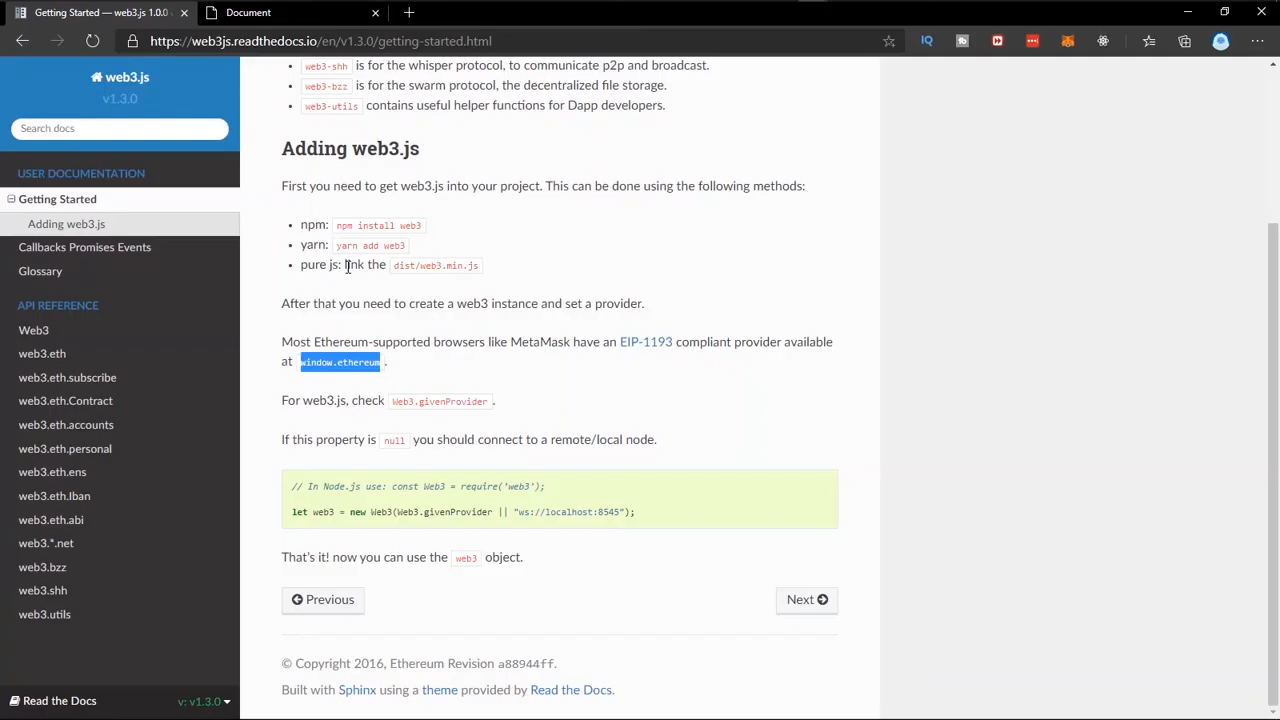 Getting Started — web3.js 1.0.0
Document
https://web3js.readthedocs.io/en/v1.3.0/getting-started.html
web3.js
v1.3.0
Search docs
USER DOCUMENTATION
Getting Started
Adding web3.js
Callbacks Promises Events
Glossary
API REFERENCE
Web3
web3.eth
web3.eth.subscribe
web3.eth.Contract
web3.eth.accounts
web3.eth.personal
web3.eth.ens
web3.eth.Iban
web3.eth.abi
web3.*.net
web3.bzz
web3.shh
web3.utils
Read the Docs
v: v1.3.0
web3-shh is for the whisper protocol, to communicate p2p and broadcast.
web3-bzz is for the swarm protocol, the decentralized file storage.
web3-utils contains useful helper functions for Dapp developers.
Adding web3.js
First you need to get web3.js into your project. This can be done using the following methods:
npm: npm install web3
yarn: yarn add web3
pure js: link the dist/web3.min.js
After that you need to create a web3 instance and set a provider.
Most Ethereum-supported browsers like MetaMask have an EIP-1193 compliant provider available
at window.ethereum .
For web3.js, check Web3.givenProvider .
If this property is null you should connect to a remote/local node.
// In Node.js use: const Web3 = require('web3');
let web3 = new Web3(Web3.givenProvider || "ws://localhost:8545");
That's it! now you can use the web3 object.
Previous
Next
© Copyright 2016, Ethereum Revision a88944ff.
Built with Sphinx using a theme provided by Read the Docs.